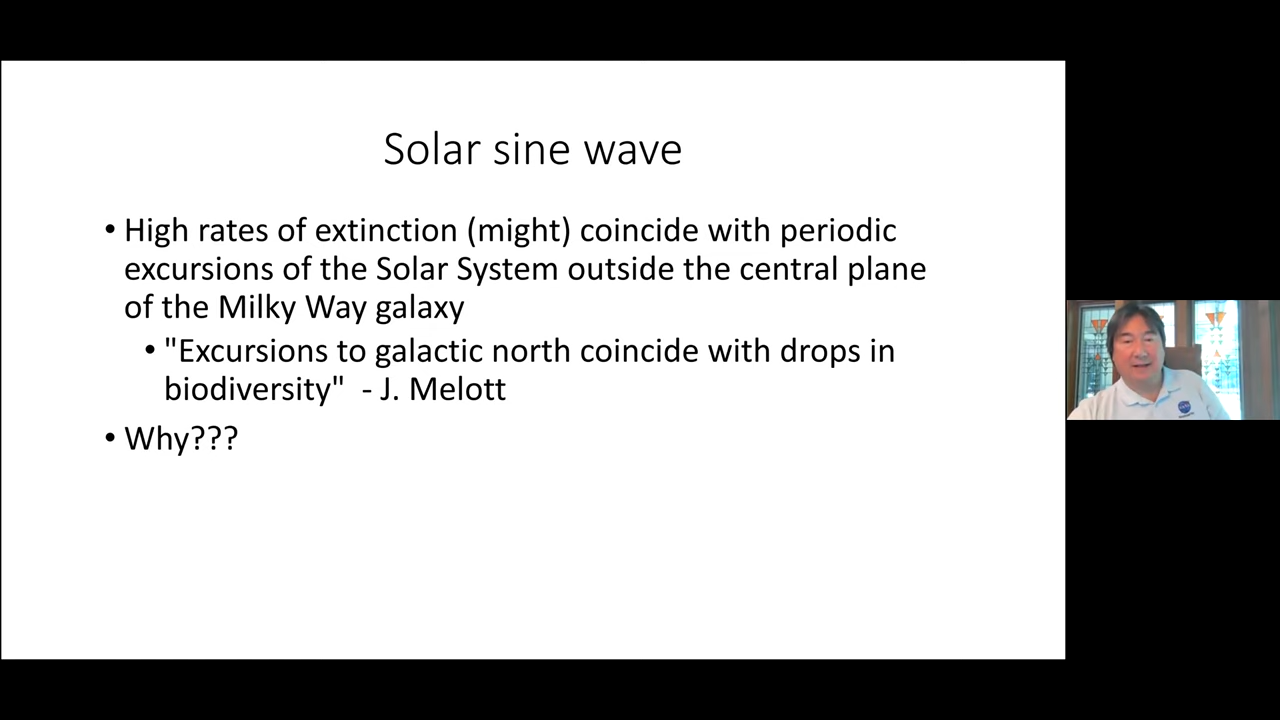 Solar sine wave
• High rates of extinction (might) coincide with periodic
excursions of the Solar System outside the central plane
of the Milky Way galaxy
• "Excursions to galactic north coincide with drops in
biodiversity" - J. Melott
• Why???